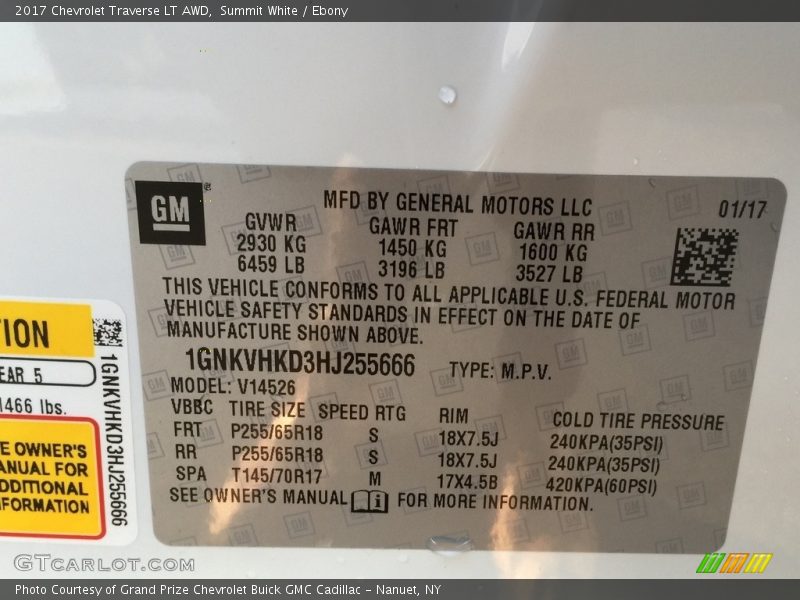 2017 Chevrolet Traverse LT AWD,  Summit White / Ebony
GM
MFD BY GENERAL MOTORS LLC
01/17
GVWR GAWR FRT GAWR RR
2930 KG 1450 KG 1600 KG
6459 LB 3196 LB 3527 LB
THIS VEHICLE CONFORMS TO ALL APPLICABLE U.S. FEDERAL MOTOR
VEHICLE SAFETY STANDARDS IN EFFECT ON THE DATE OF
MANUFACTURE SHOWN ABOVE.
1GNKVHKD3HJ255666 TYPE: M.P.V.
MODEL: V14526
VBBC TIRE SIZE SPEED RTG RIM COLD TIRE PRESSURE
FRT P255/65R18 S 18X7.5J 240KPA(35PSI)
RR P255/65R18 S 18X7.5J 240KPA(35PSI)
SPA T145/70R17 M 17X4.5B 420KPA(60PSI)
SEE OWNER'S MANUAL i FOR MORE INFORMATION.
TION
EAR 5
1466 lbs.
E OWNER'S
ANUAL FOR
DDITIONAL
FORMATION
1GNKVHKD3HJ255666
GTCARLOT.COM
Photo Courtesy of Grand Prize Chevrolet Buick GMC Cadillac - Nanuet, NY